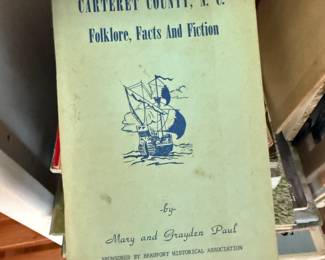 CARTERET COUNTY, N. C.
Folklore, Facts And Fiction
-by-
Mary and Grayden Paul
SPONSORED BY BEAUFORT HISTORICAL ASSOCIATION